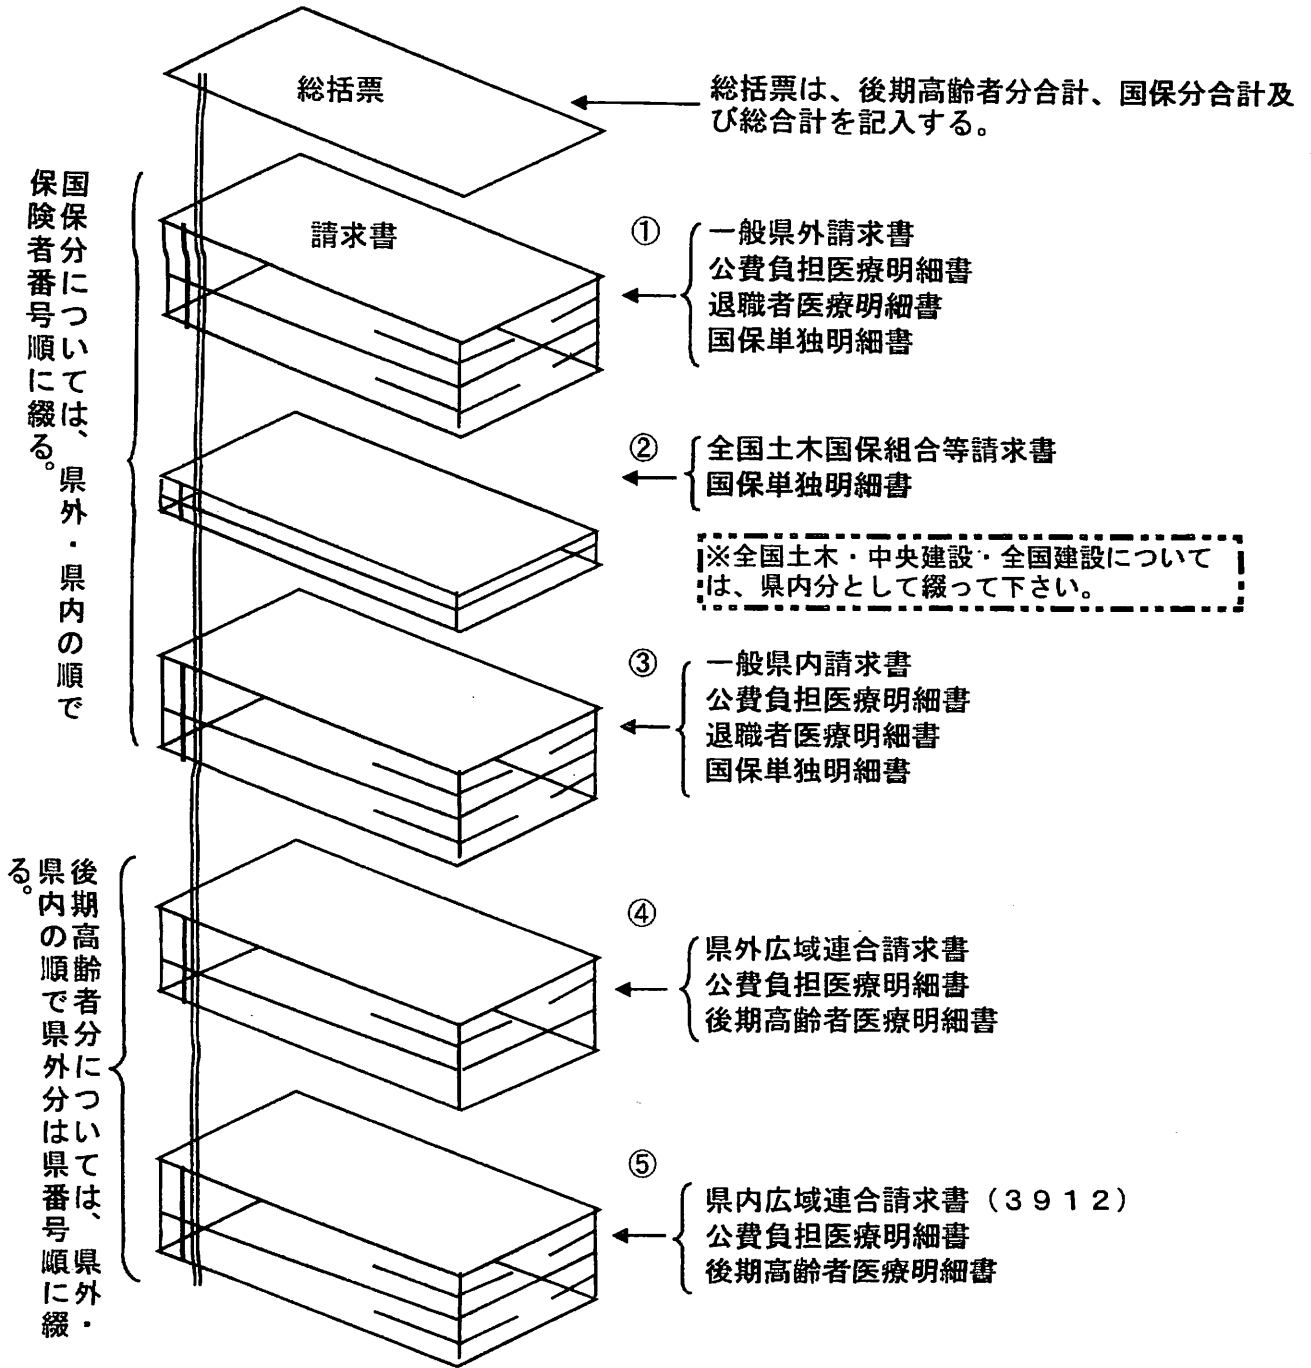 総括票
総括票は、後期高齢者分合計、国保分合計及
び総合計を記入する。
国保分については、県外・県内の順で
保険者番号順に綴る。
請求書
①
一般県外請求書
公費負担医療明細書
退職者医療明細書
国保単独明細書
②
全国土木国保組合等請求書
国保単独明細書
※全国土木・中央建設・全国建設について
は、県内分として綴って下さい。
③
一般県内請求書
公費負担医療明細書
退職者医療明細書
国保単独明細書
後期高齢者分については、県外・
県内の順で県外分は県番号順に綴
る。
④
県外広域連合請求書
公費負担医療明細書
後期高齢者医療明細書
⑤
県内広域連合請求書（３９１２）
公費負担医療明細書
後期高齢者医療明細書